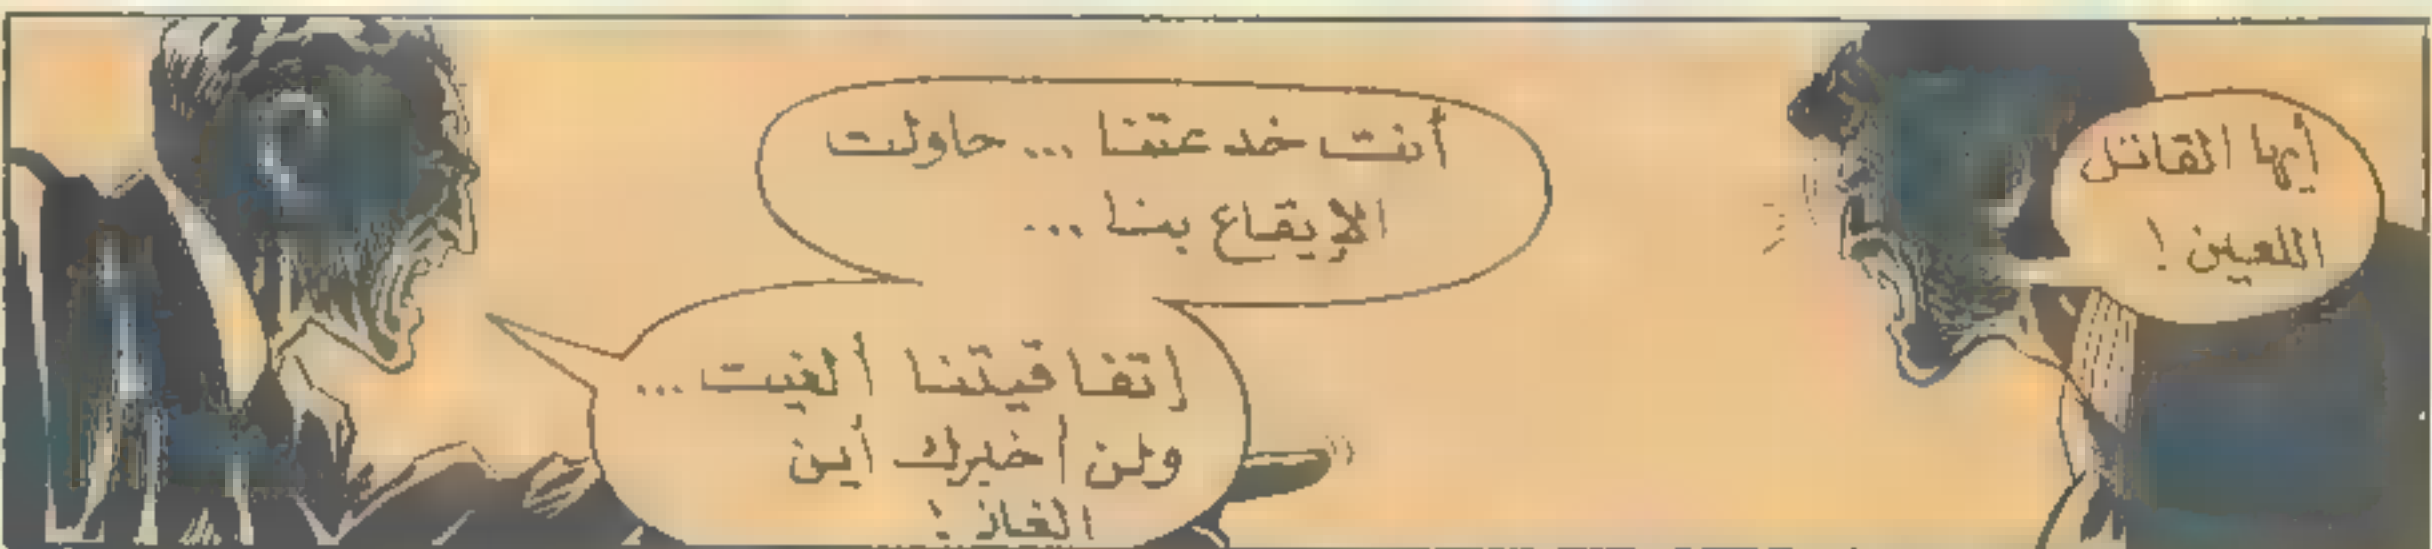 أيها القاتل
اللعين !
أنت خدعتنا ... حاولت
الإيقاع بنا ...
إتفاقيتنا ألغيت ...
ولن أخبرك أين
الغاز !